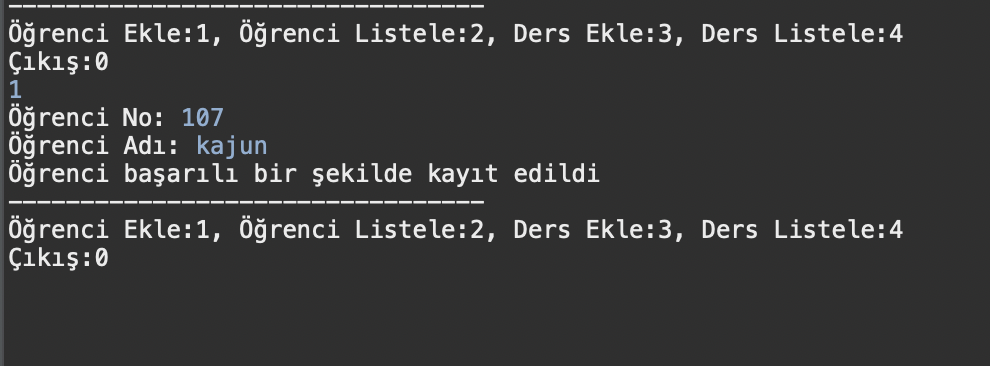 ---------------------------------
Öğrenci Ekle:1, Öğrenci Listele:2, Ders Ekle:3, Ders Listele:4
Çıkış:0
1
Öğrenci No: 107
Öğrenci Adı: kajun
Öğrenci başarılı bir şekilde kayıt edildi
---------------------------------
Öğrenci Ekle:1, Öğrenci Listele:2, Ders Ekle:3, Ders Listele:4
Çıkış:0